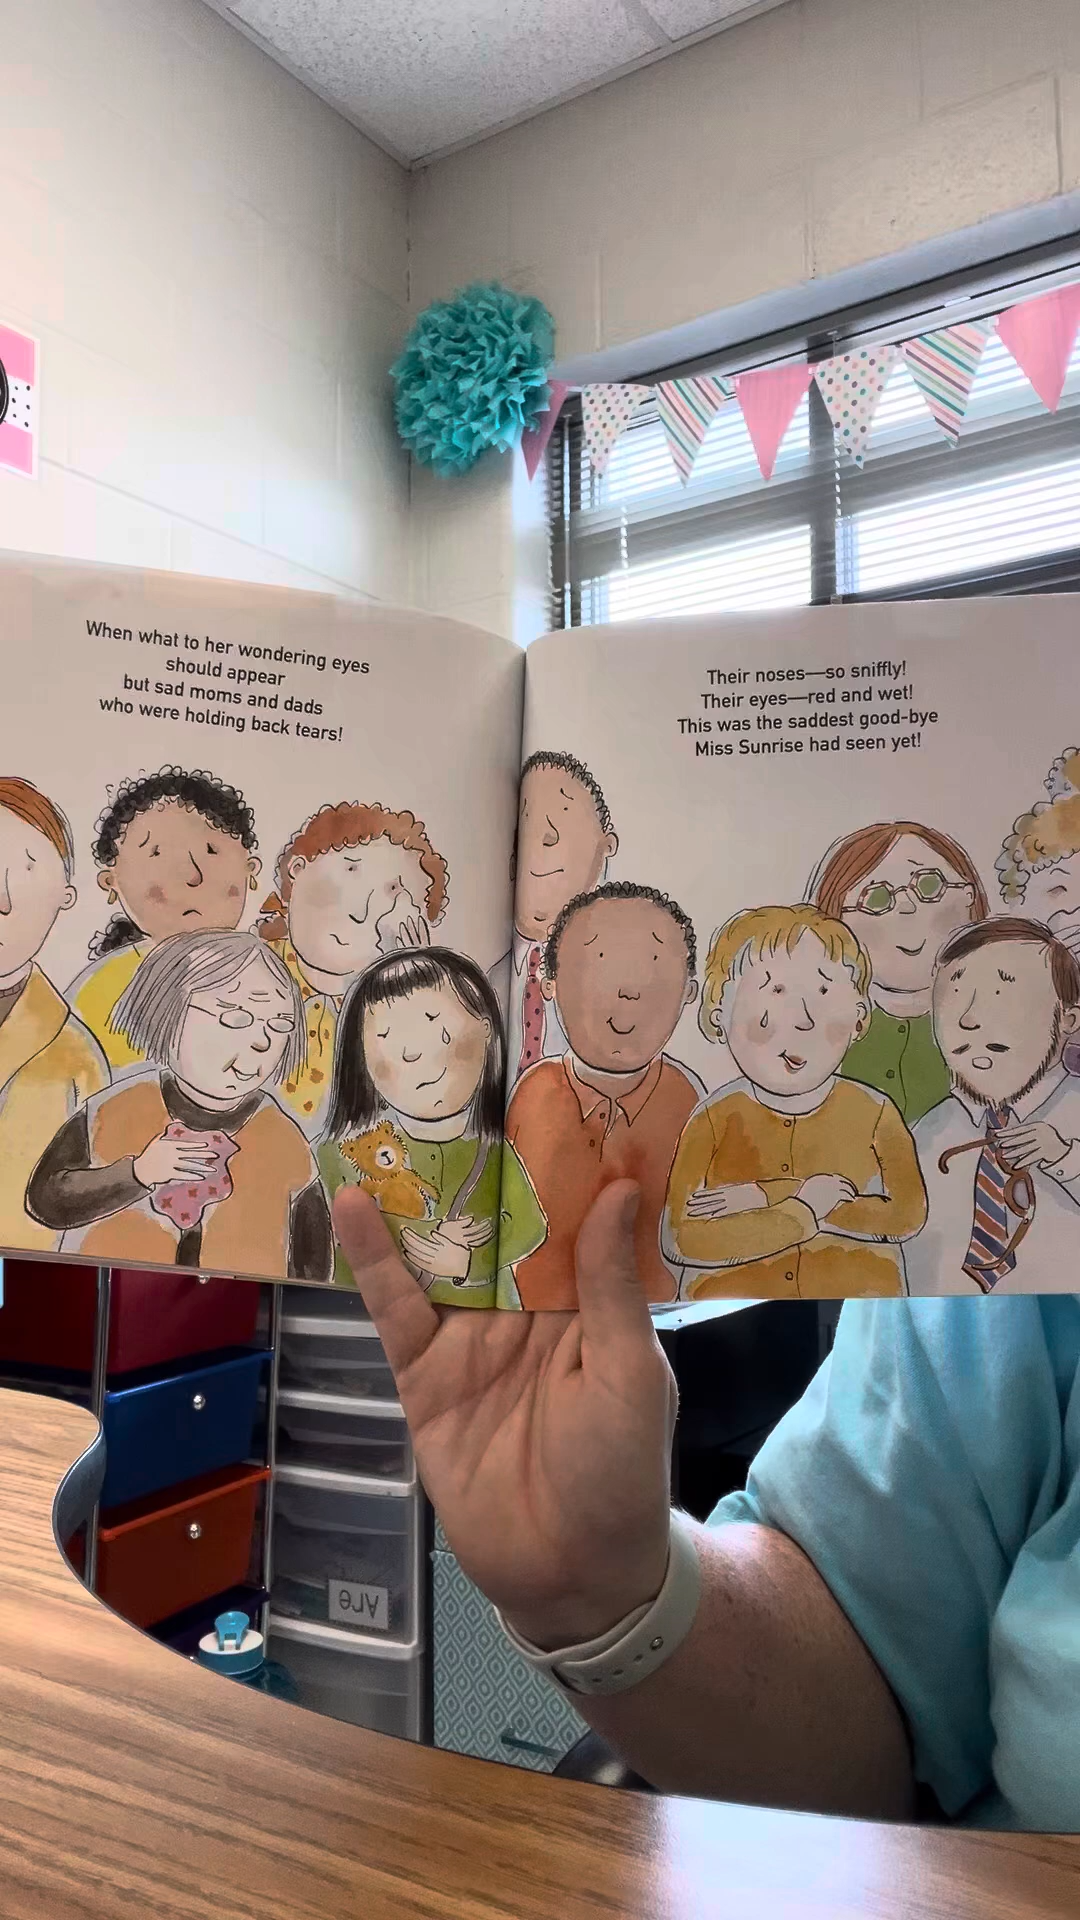 When what to her wondering eyes
should appear
but sad moms and dads
who were holding back tears!
Their noses—so sniffly!
Their eyes—red and wet!
This was the saddest good-bye
Miss Sunrise had seen yet!